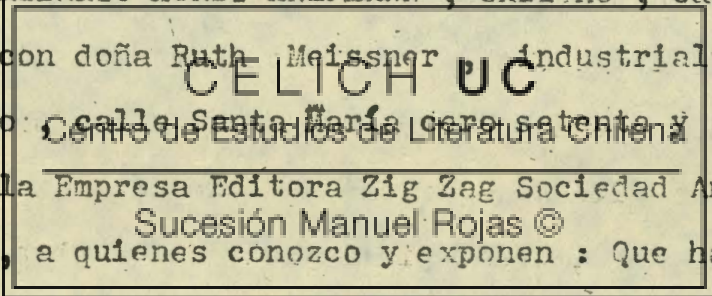 con doña Ruth Meissner , industrial
CELICH UC
o , calle Santa María cero setenta y
Centro de Estudios de Literatura Chilena
la Empresa Editora Zig Zag Sociedad A
Sucesión Manuel Rojas ©
, a quienes conozco y exponen : Que ha